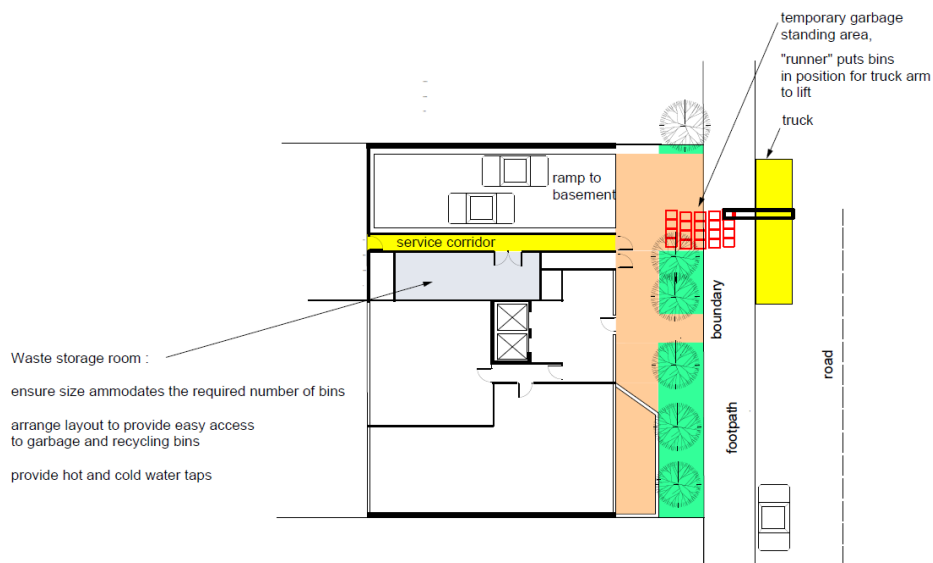 temporary garbage
standing area,
"runner" puts bins
in position for truck arm
to lift
truck
ramp to
basement
service corridor
boundary
road
footpath
Waste storage room :
ensure size ammodates the required number of bins
arrange layout to provide easy access
to garbage and recycling bins
provide hot and cold water taps